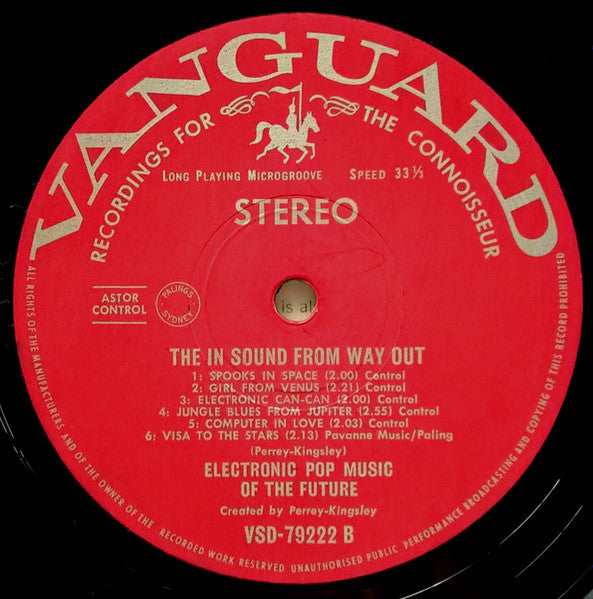 VANGUARD
RECORDINGS FOR THE CONNOISSEUR
LONG PLAYING MICROGROOVE SPEED 33 ⅓
STEREO
ASTOR
CONTROL
PALINGS
SYDNEY
is al
THE IN SOUND FROM WAY OUT
1: SPOOKS IN SPACE (2.00) Control
2: GIRL FROM VENUS (2.21) Control
3: ELECTRONIC CAN-CAN (2.00) Control
4: JUNGLE BLUES FROM JUPITER (2.55) Control
5: COMPUTER IN LOVE (2.03) Control
6: VISA TO THE STARS (2.13) Pavanne Music/Paling
(Perrey-Kingsley)
ELECTRONIC POP MUSIC
OF THE FUTURE
Created by Perrey-Kingsley
VSD-79222 B
ALL RIGHTS OF THE MANUFACTURERS AND OF THE OWNER OF THE RECORDED WORK RESERVED UNAUTHORISED PUBLIC PERFORMANCE BROADCASTING AND COPYING OF THIS RECORD PROHIBITED